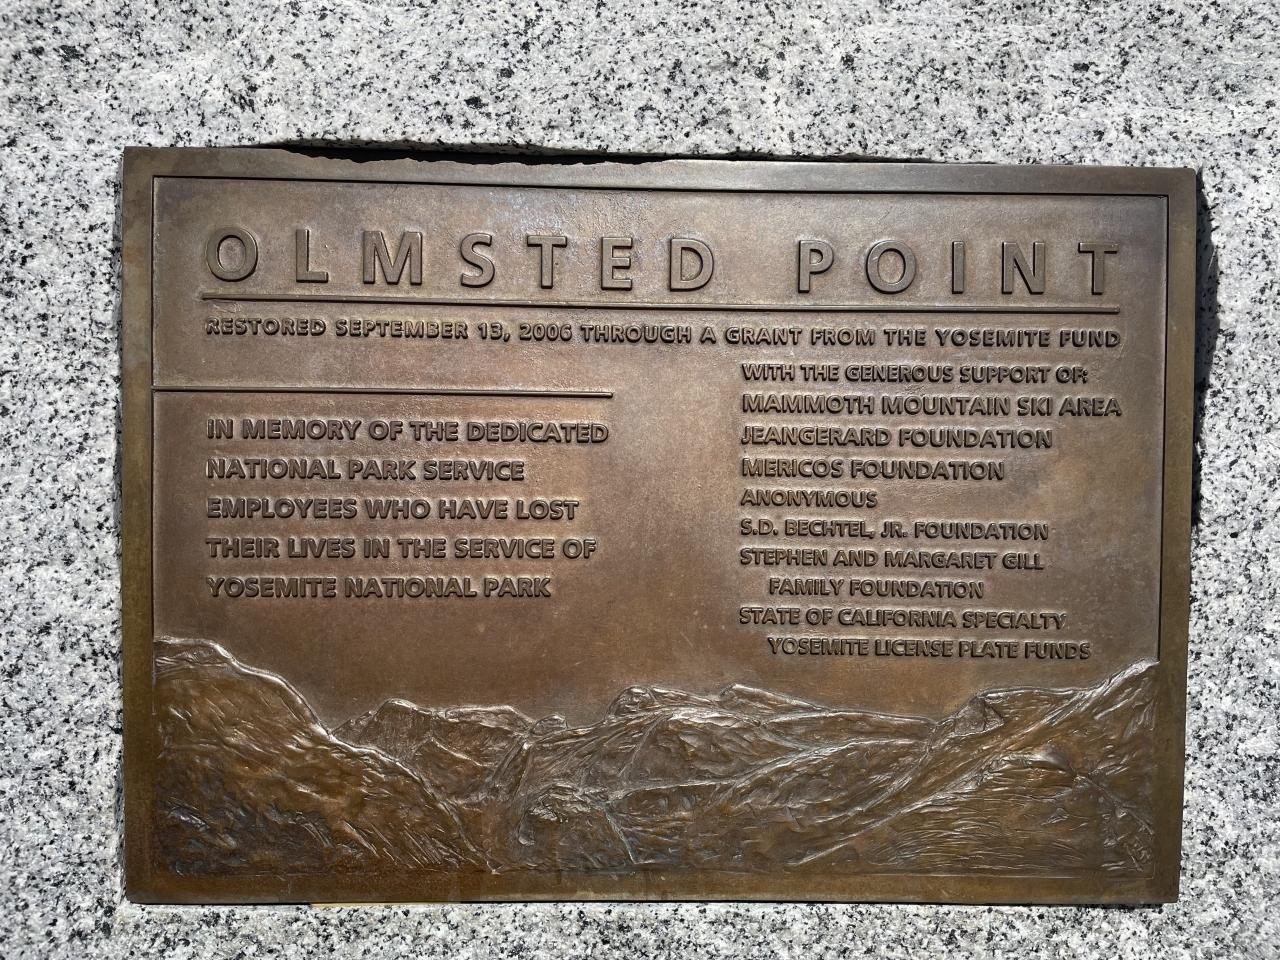 OLMSTED POINT
RESTORED SEPTEMBER 13, 2006 THROUGH A GRANT FROM THE YOSEMITE FUND
IN MEMORY OF THE DEDICATED
NATIONAL PARK SERVICE
EMPLOYEES WHO HAVE LOST
THEIR LIVES IN THE SERVICE OF
YOSEMITE NATIONAL PARK
WITH THE GENEROUS SUPPORT OF:
MAMMOTH MOUNTAIN SKI AREA
JEANGERARD FOUNDATION
MERICOS FOUNDATION
ANONYMOUS
S.D. BECHTEL, JR. FOUNDATION
STEPHEN AND MARGARET GILL
FAMILY FOUNDATION
STATE OF CALIFORNIA SPECIALTY
YOSEMITE LICENSE PLATE FUNDS